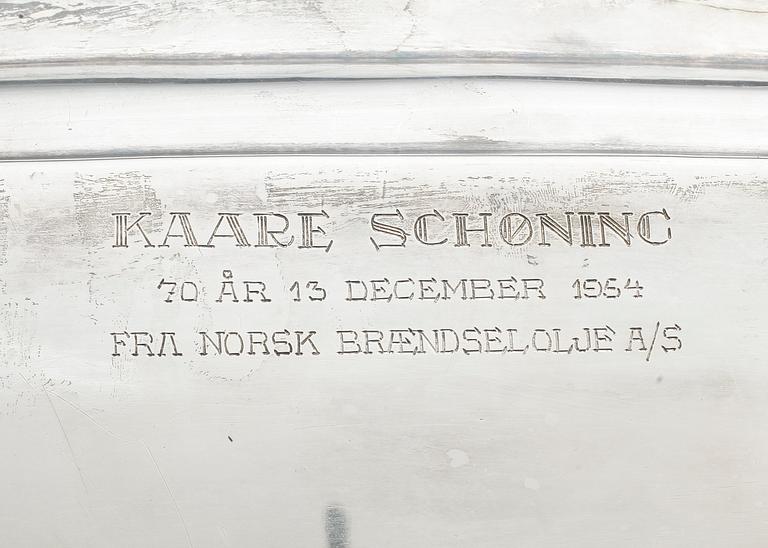 KAARE SCHØNING
70 ÅR 13 DECEMBER 1964
FRA NORSK BRÆNDSELOLJE A/S